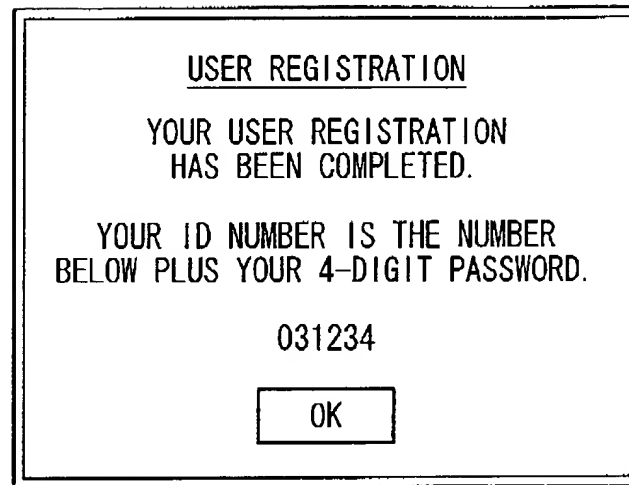 USER REGISTRATION
YOUR USER REGISTRATION
HAS BEEN COMPLETED.
YOUR ID NUMBER IS THE NUMBER
BELOW PLUS YOUR 4-DIGIT PASSWORD.
031234
OK